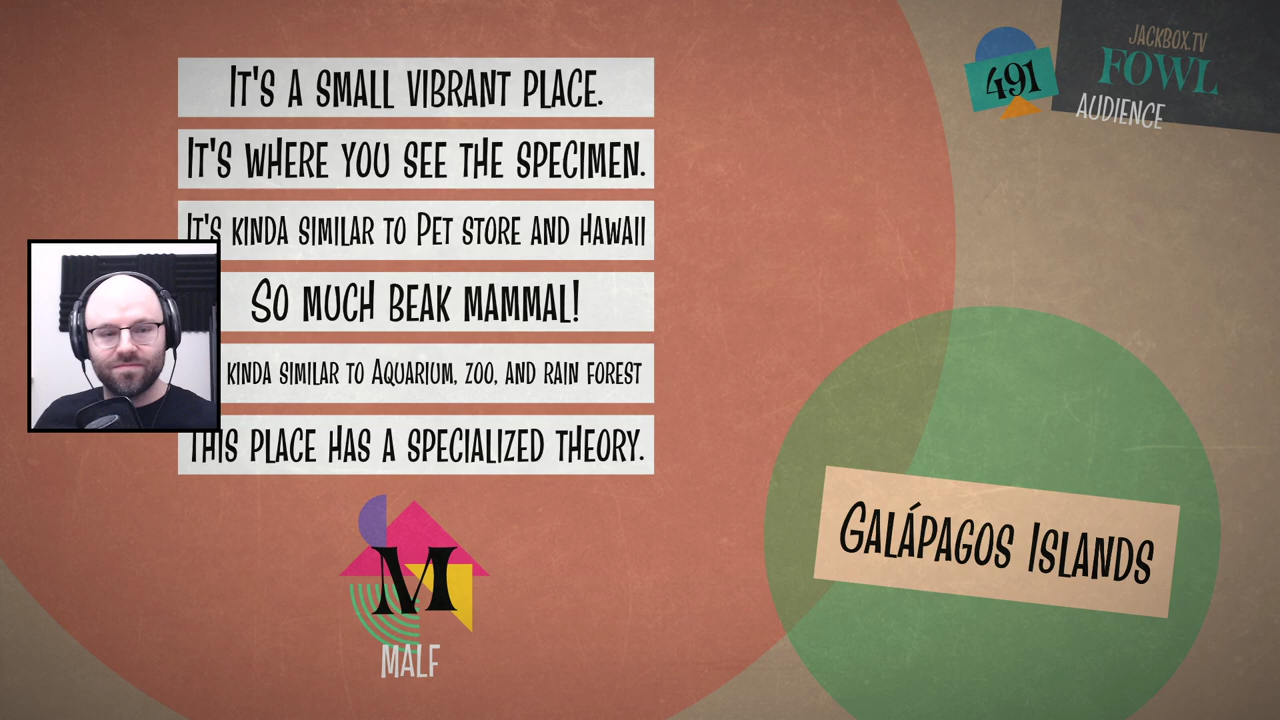 It's a small vibrant place.
It's where you see the specimen.
It's kinda similar to Pet store and hawaii
So much beak mammal!
kinda similar to Aquarium, zoo, and rain forest
This place has a specialized theory.
M
MALF
491
JACKBOX.TV
FOWL
AUDIENCE
Galápagos Islands